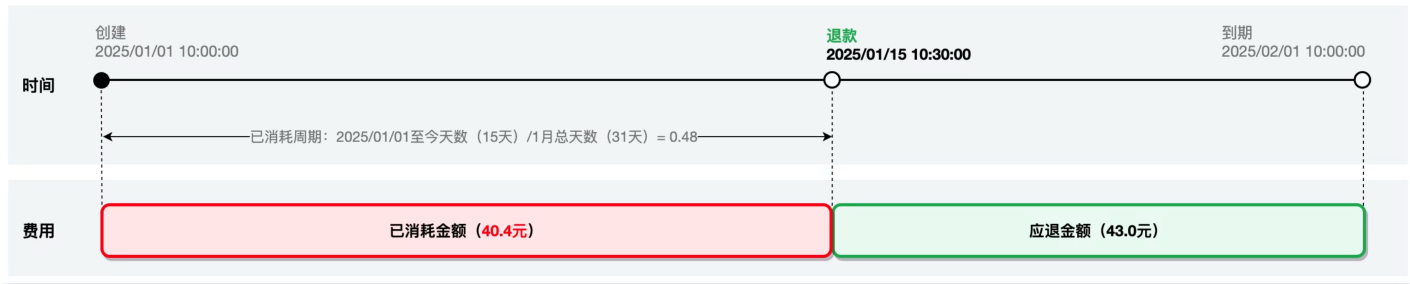 创建
2025/01/01 10:00:00
退款
2025/01/15 10:30:00
到期
2025/02/01 10:00:00
时间
已消耗周期：2025/01/01至今天数（15天）/1月总天数（31天）= 0.48
费用
已消耗金额（40.4元）
应退金额（43.0元）